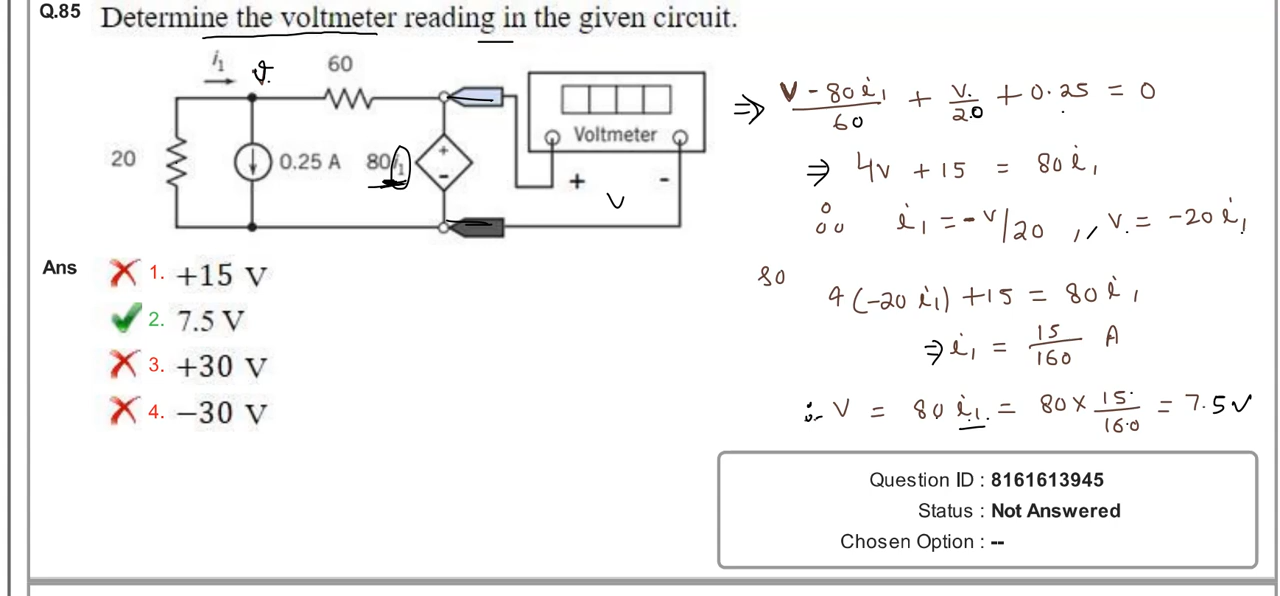 Q.85 Determine the voltmeter reading in the given circuit.
i₁ v. 60
20 0.25 A 80i₁ + − Voltmeter + -
V
⇒ V - 80i₁/60 + V./20 + 0.25 = 0
⇒ 4v + 15 = 80i₁
∴ i₁ = -v/20 ,, v. = -20i₁
so 4(-20i₁) + 15 = 80i₁
⇒ i₁ = 15/160 A
∴ V = 80i₁. = 80 × 15/160 = 7.5v
Ans 1. +15 V
2. 7.5 V
3. +30 V
4. −30 V
Question ID : 8161613945
Status : Not Answered
Chosen Option : --